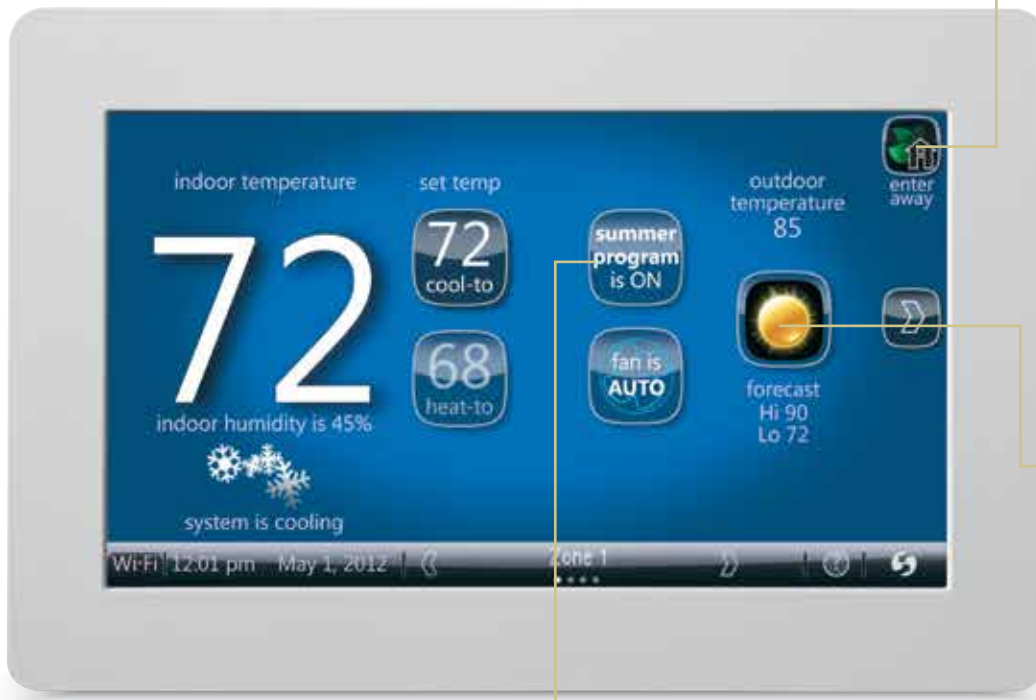 indoor temperature
72
indoor humidity is 45%
system is cooling
set temp
72
cool-to
68
heat-to
summer
program
is ON
fan is
AUTO
outdoor
temperature
85
forecast
Hi 90
Lo 72
enter
away
Wi-Fi 12:01 pm May 1, 2012 Zone 1